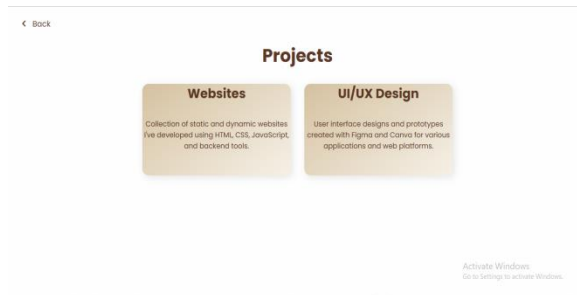 Back
Projects
Websites
Collection of static and dynamic websites
I've developed using HTML, CSS, JavaScript,
and backend tools.
UI/UX Design
User interface designs and prototypes
created with Figma and Canva for various
applications and web platforms.
Activate Windows
Go to Settings to activate Windows.